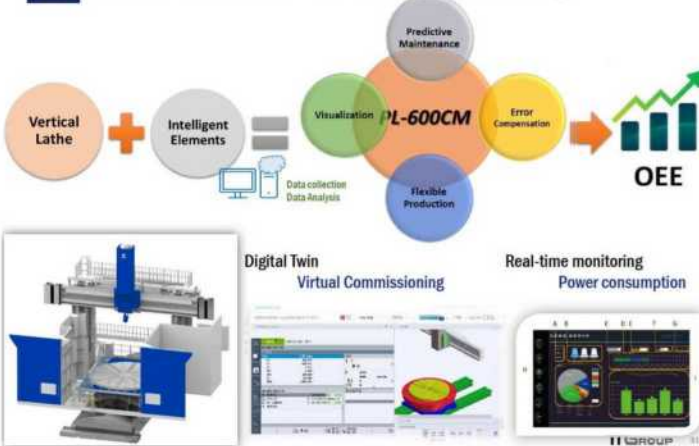 Predictive
Maintenance
Vertical
Lathe
Intelligent
Elements
Visualization
PL-600CM
Error
Compensation
Data collection
Data Analysis
Flexible
Production
OEE
Digital Twin
Virtual Commissioning
Real-time monitoring
Power consumption
GROUP